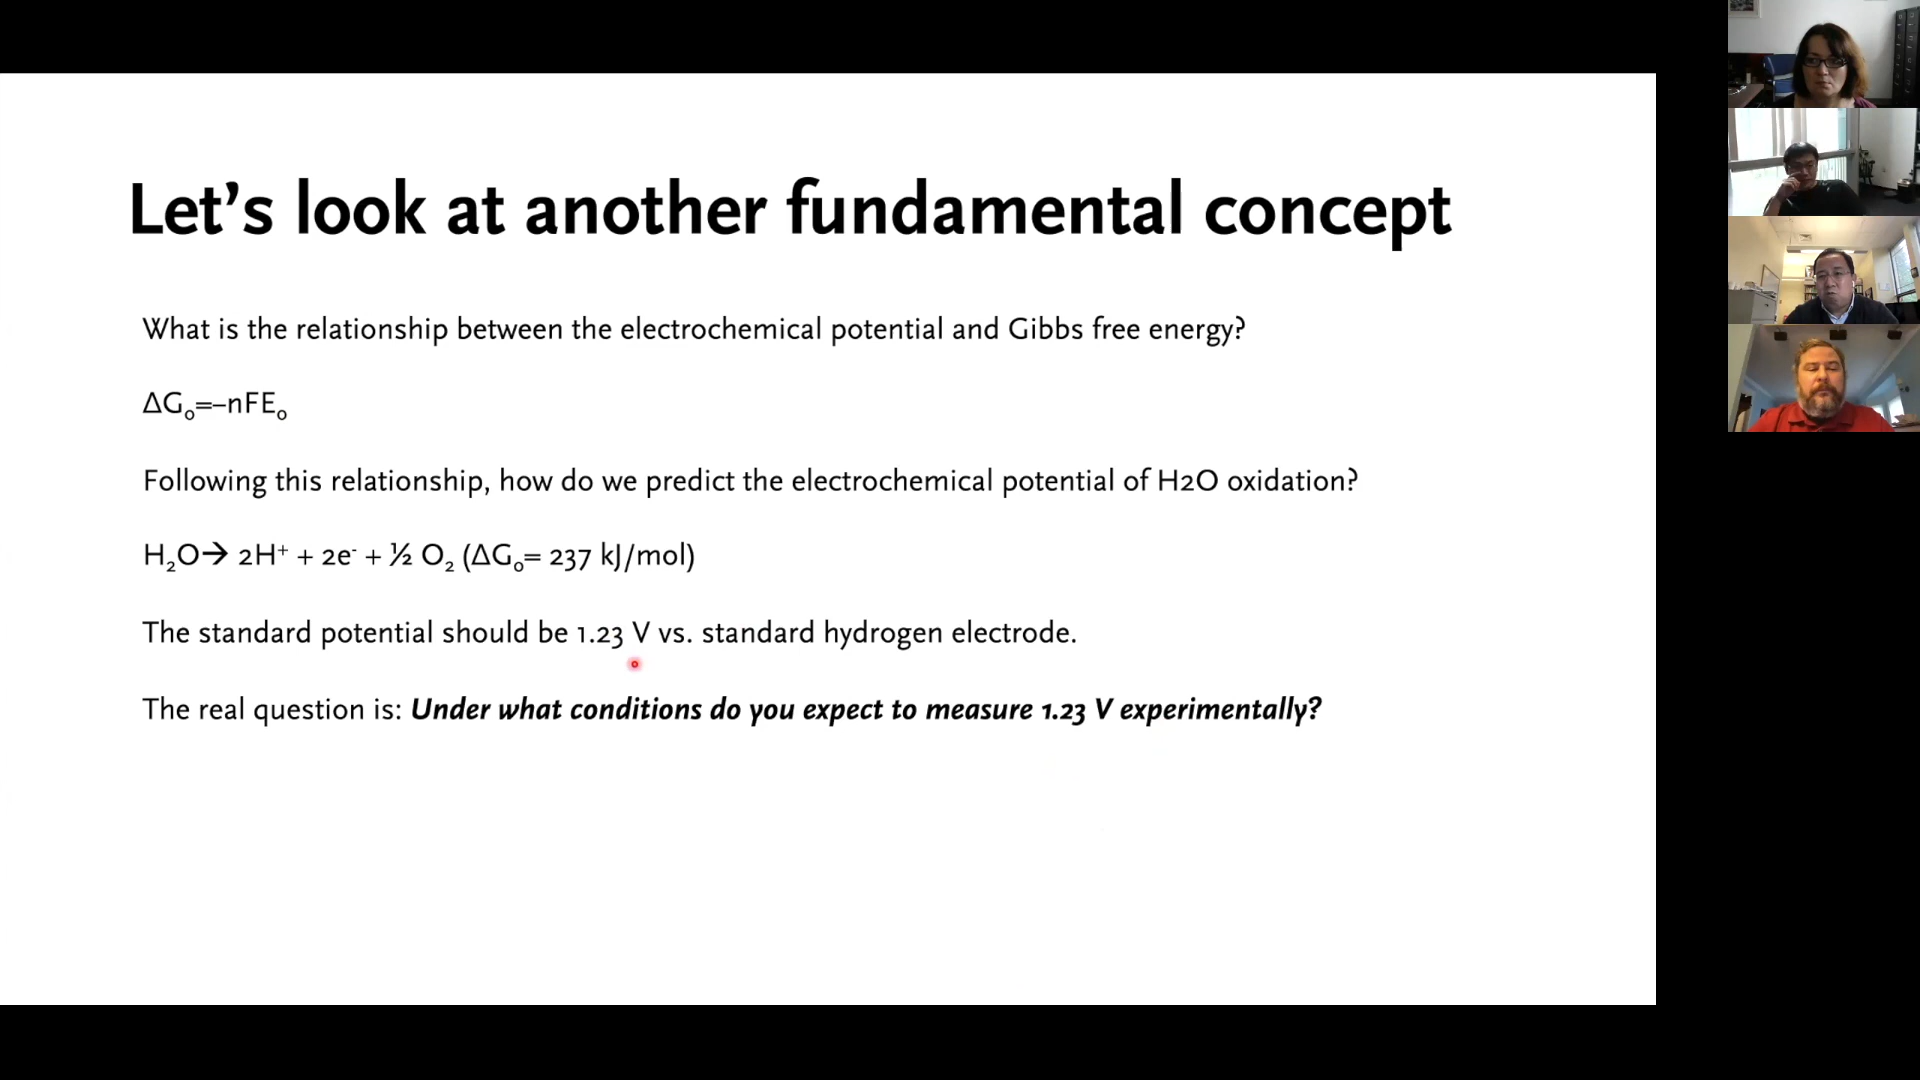 Let’s look at another fundamental concept
What is the relationship between the electrochemical potential and Gibbs free energy?
ΔG₀=–nFE₀
Following this relationship, how do we predict the electrochemical potential of H2O oxidation?
H₂O→ 2H⁺ + 2e⁻ + ½ O₂ (ΔG₀= 237 kJ/mol)
The standard potential should be 1.23 V vs. standard hydrogen electrode.
The real question is: Under what conditions do you expect to measure 1.23 V experimentally?